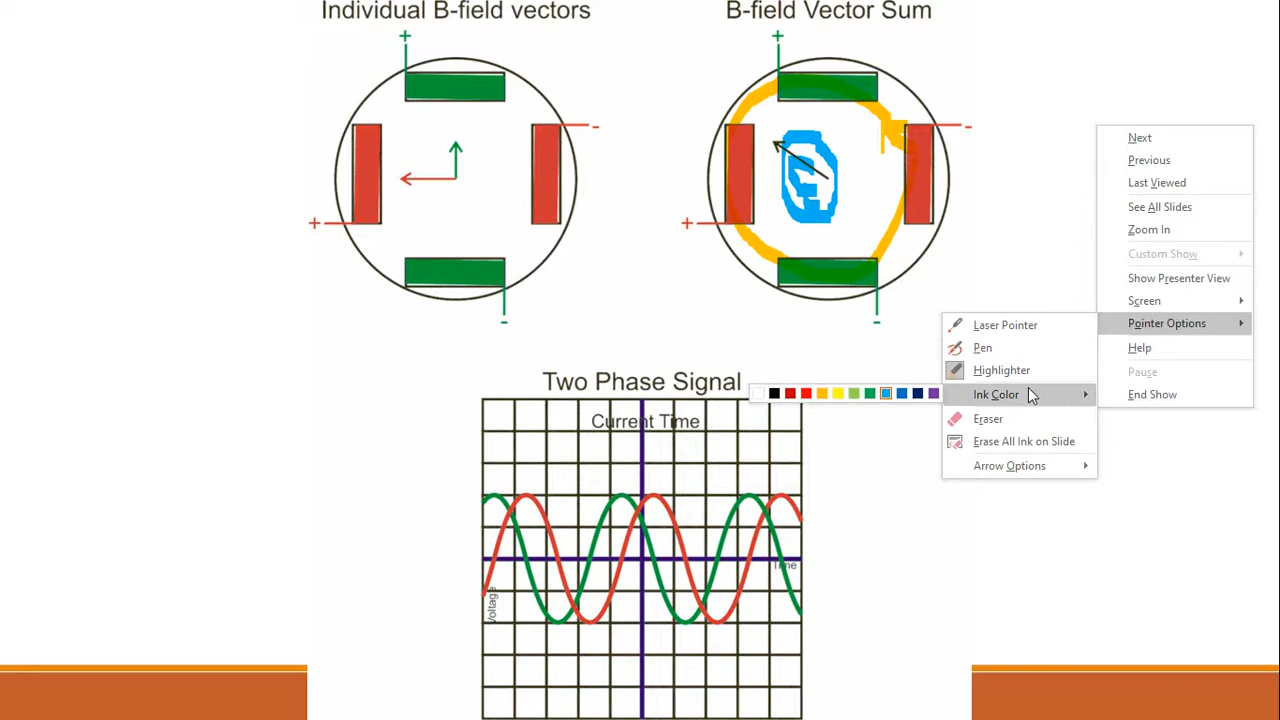 Individual B-field vectors
B-field Vector Sum
+
+
-
-
+
+
-
-
Two Phase Signal
Current Time
Time
Voltage
Next
Previous
Last Viewed
See All Slides
Zoom In
Custom Show
Show Presenter View
Screen
Pointer Options
Help
Pause
End Show
Laser Pointer
Pen
Highlighter
Ink Color
Eraser
Erase All Ink on Slide
Arrow Options